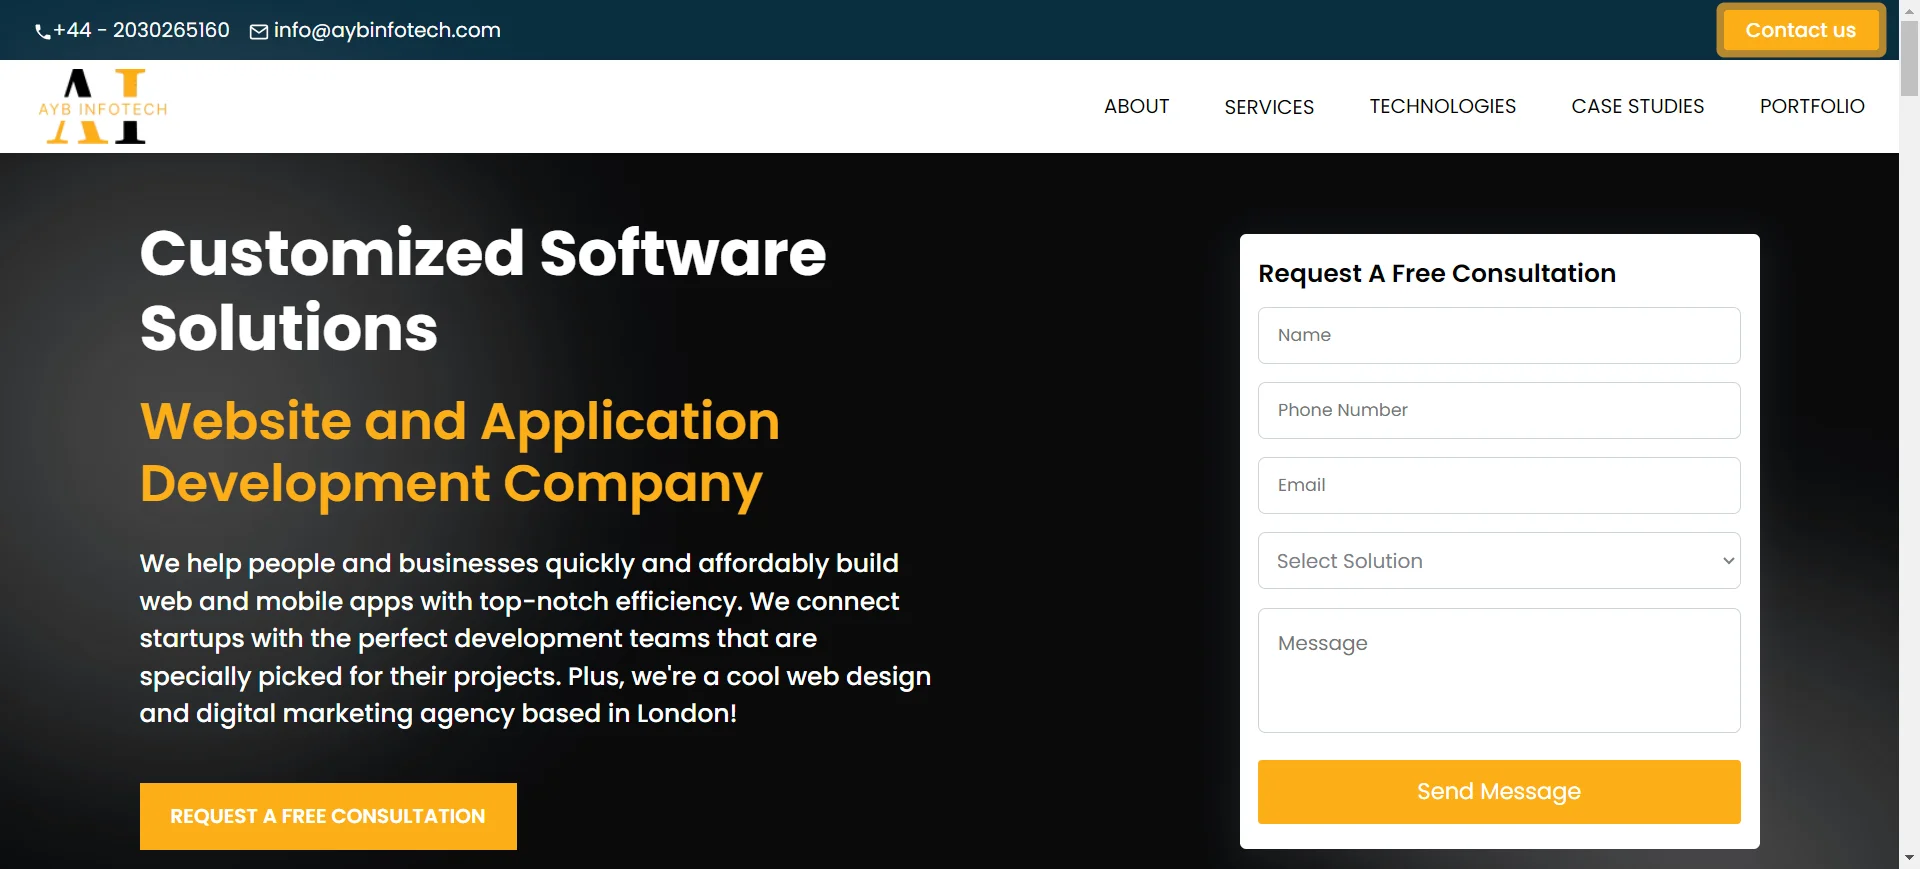 +44 - 2030265160 info@aybinfotech.com Contact us
AI
AYB INFOTECH
ABOUT SERVICES TECHNOLOGIES CASE STUDIES PORTFOLIO
Customized Software
Solutions
Website and Application
Development Company
We help people and businesses quickly and affordably build
web and mobile apps with top-notch efficiency. We connect
startups with the perfect development teams that are
specially picked for their projects. Plus, we're a cool web design
and digital marketing agency based in London!
REQUEST A FREE CONSULTATION
Request A Free Consultation
Name
Phone Number
Email
Select Solution
Message
Send Message